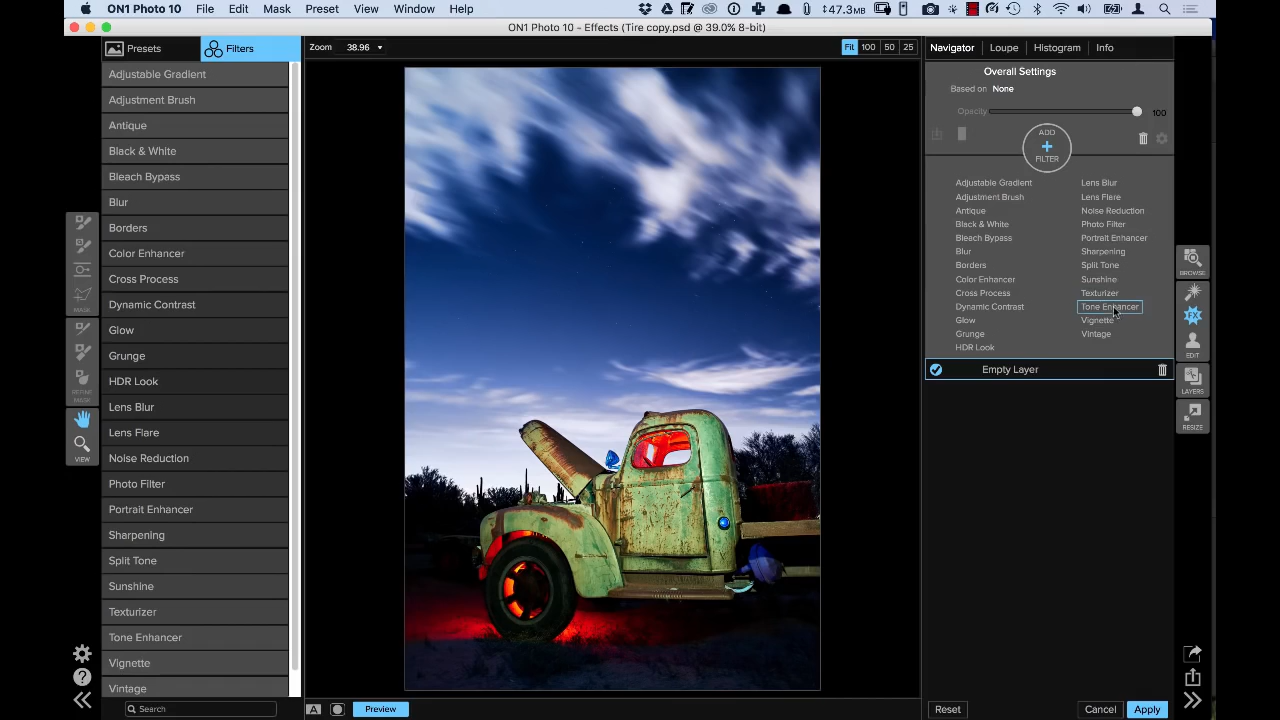 ON1 Photo 10 File Edit Mask Preset View Window Help $47.3M
ON1 Photo 10 - Effects (Tire copy.psd @ 39.0% 8-bit)
Presets Filters Zoom 38.96 Fit 100 50 25 Navigator Loupe Histogram Info
Adjustable Gradient
Adjustment Brush
Antique
Black & White
Bleach Bypass
Blur
Borders
Color Enhancer
Cross Process
Dynamic Contrast
Glow
Grunge
HDR Look
Lens Blur
Lens Flare
Noise Reduction
Photo Filter
Portrait Enhancer
Sharpening
Split Tone
Sunshine
Texturizer
Tone Enhancer
Vignette
Vintage
Search
MASK
REFINE
MASK
VIEW
A Preview
Overall Settings
Based on None
Opacity 100
ADD
FILTER
Adjustable Gradient Lens Blur
Adjustment Brush Lens Flare
Antique Noise Reduction
Black & White Photo Filter
Bleach Bypass Portrait Enhancer
Blur Sharpening
Borders Split Tone
Color Enhancer Sunshine
Cross Process Texturizer
Dynamic Contrast Tone Enhancer
Glow Vignette
Grunge Vintage
HDR Look
Empty Layer
BROWSE
FX
EDIT
LAYERS
RESIZE
Reset Cancel Apply